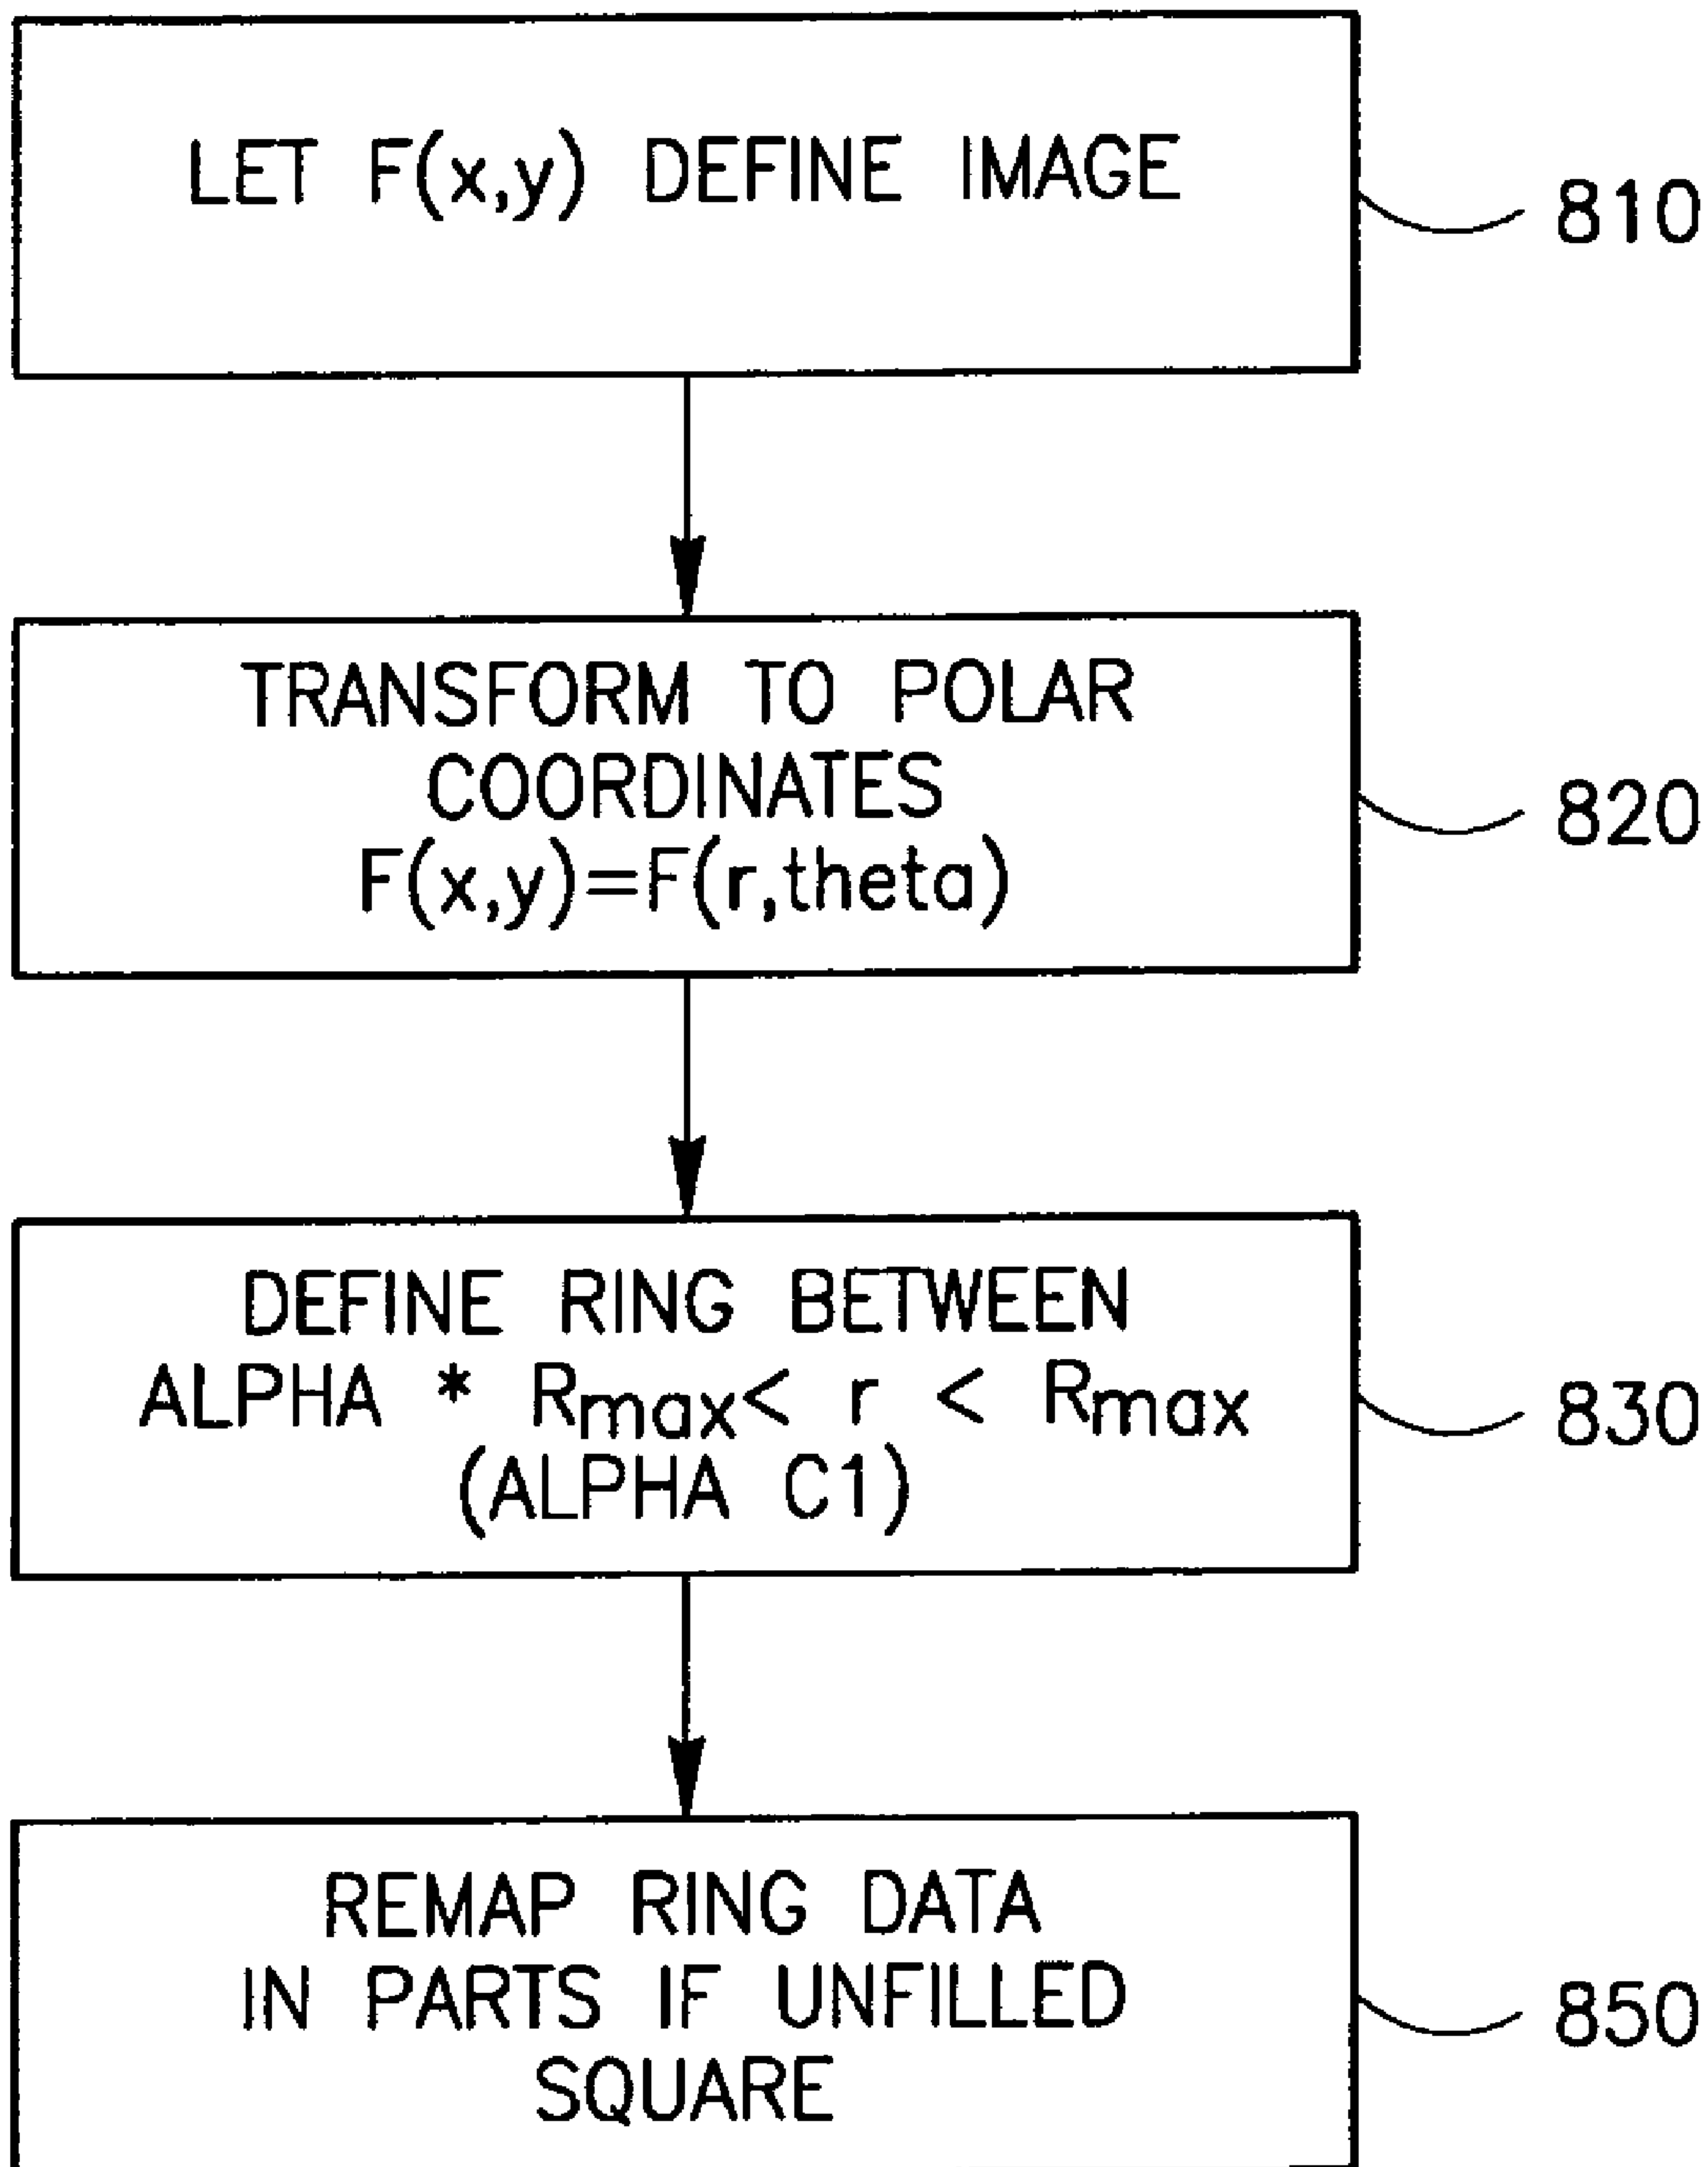 LET F(x,y) DEFINE IMAGE
810
TRANSFORM TO POLAR
COORDINATES
F(x,y)=F(r,theta)
820
DEFINE RING BETWEEN
ALPHA * Rmax< r < Rmax
(ALPHA C1)
830
REMAP RING DATA
IN PARTS IF UNFILLED
SQUARE
850